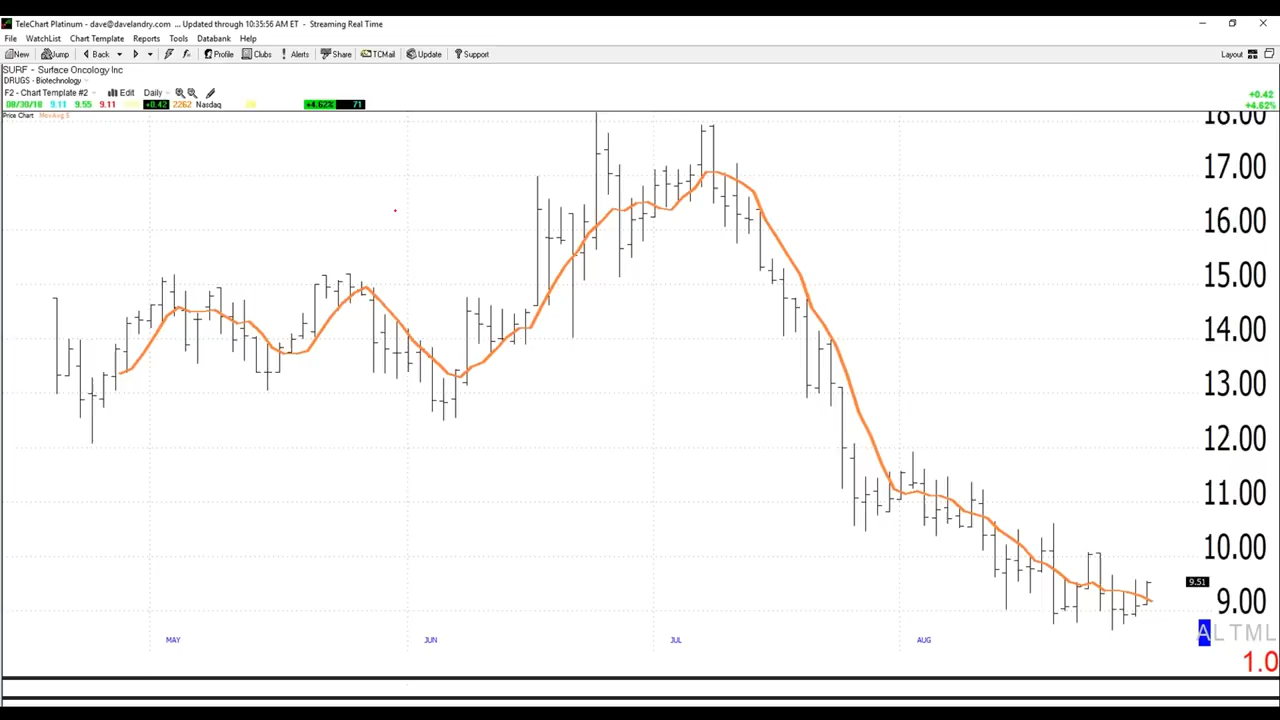 TeleChart Platinum - dave@davelandry.com ... Updated through 10:35:56 AM ET - Streaming Real Time
File WatchList Chart Template Reports Tools Databank Help
New Jump Back Profile Clubs Alerts Share TCMail Update Support Layout
SURF - Surface Oncology Inc
DRUGS - Biotechnology
F2 - Chart Template #2 Edit Daily
+0.42
08/30/18 9.11 9.55 9.11 +0.42 2262 Nasdaq +4.62% 71
+4.62%
Price Chart MovAvg 5
18.00
17.00
16.00
15.00
14.00
13.00
12.00
11.00
10.00
9.51
9.00
A L T M L
MAY JUN JUL AUG
1.0